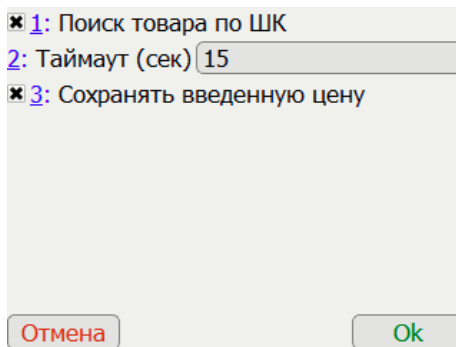 1: Поиск товара по ШК
2: Таймаут (сек) 15
3: Сохранять введенную цену
Отмена Ok